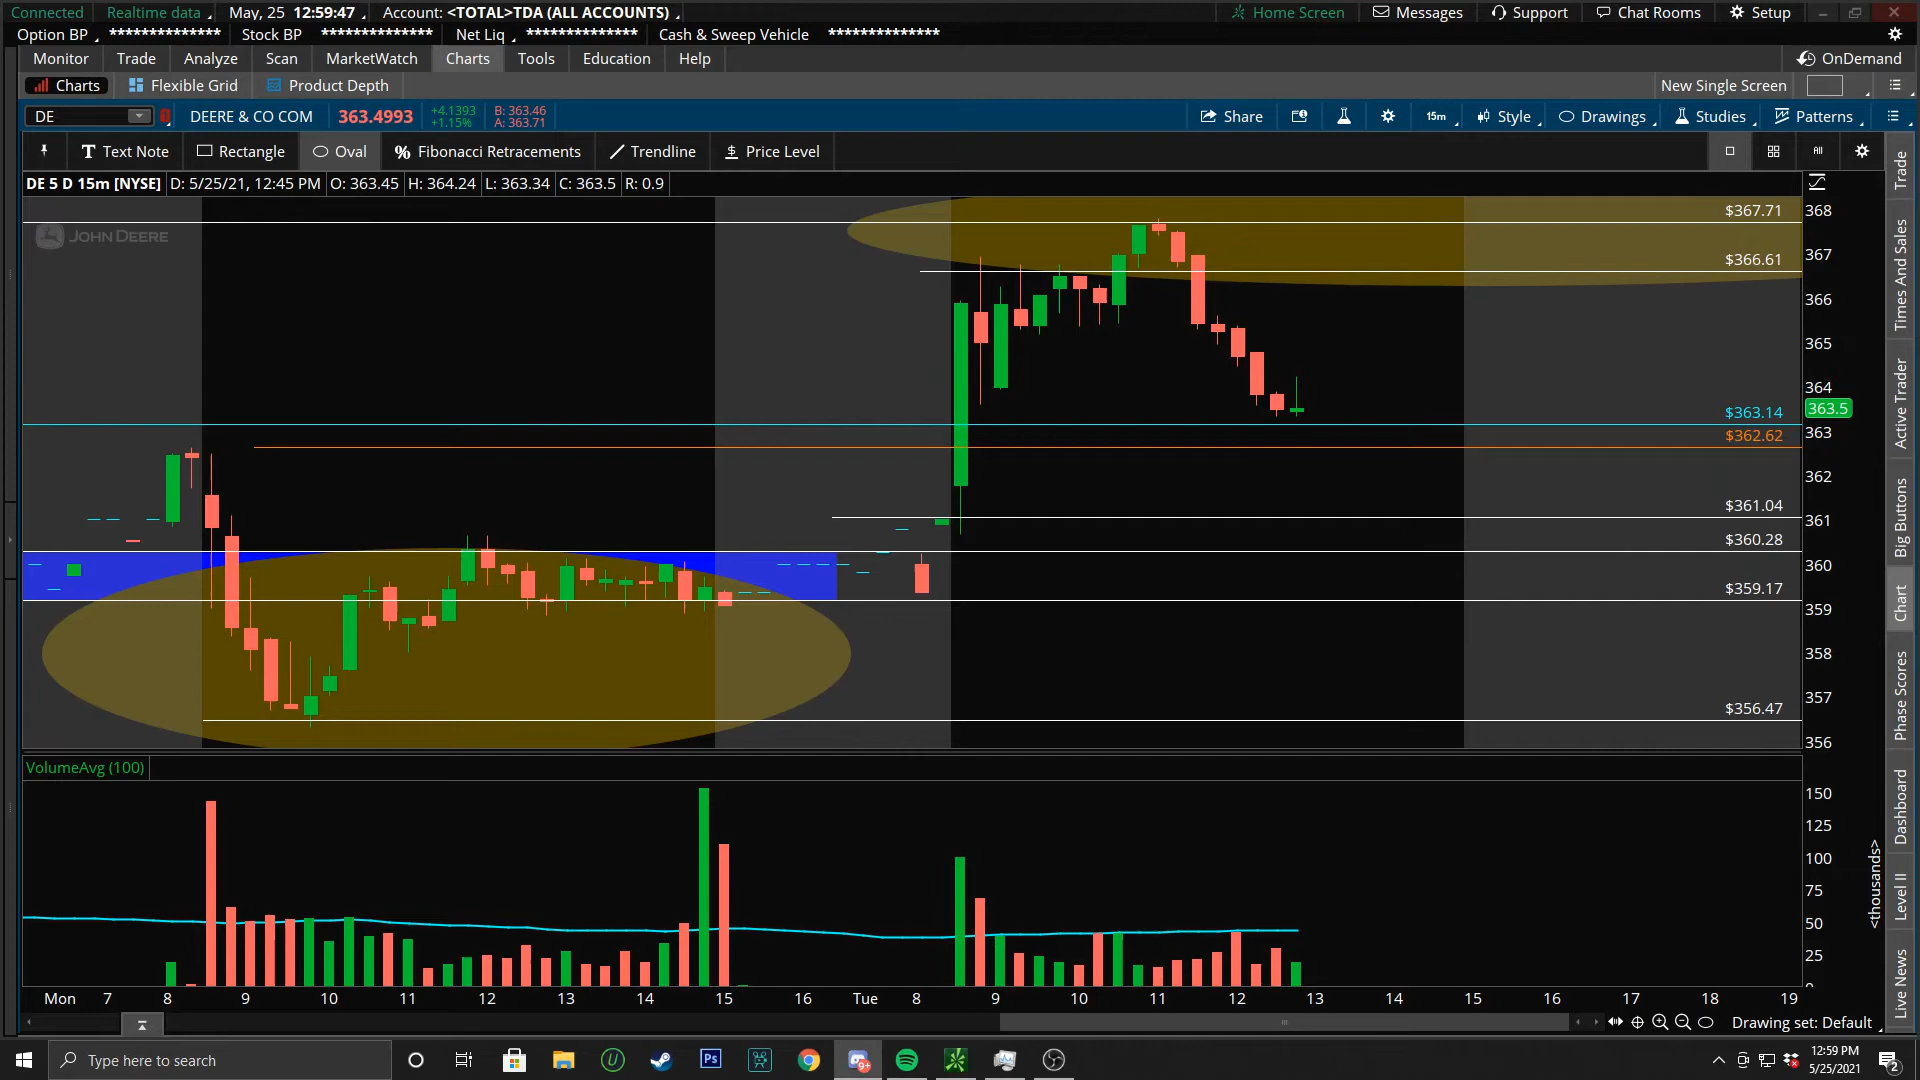 Connected Realtime data May, 25 12:59:47 Account: <TOTAL>TDA (ALL ACCOUNTS) Home Screen Messages Support Chat Rooms Setup
Option BP ************** Stock BP ************** Net Liq ************** Cash & Sweep Vehicle **************
Monitor Trade Analyze Scan MarketWatch Charts Tools Education Help OnDemand
Charts Flexible Grid Product Depth New Single Screen
DE DEERE & CO COM 363.4993 +4.1393 B: 363.46
+1.15% A: 363.71
Share 15m Style Drawings Studies Patterns
Text Note Rectangle Oval Fibonacci Retracements Trendline Price Level All
DE 5 D 15m [NYSE] D: 5/25/21, 12:45 PM O: 363.45 H: 364.24 L: 363.34 C: 363.5 R: 0.9
JOHN DEERE
$367.71
$366.61
$363.14
$362.62
$361.04
$360.28
$359.17
$356.47
368
367
366
365
364
363.5
363
362
361
360
359
358
357
356
VolumeAvg (100)
150
125
100
75
50
25
<thousands>
Mon 7 8 9 10 11 12 13 14 15 16 Tue 8 9 10 11 12 13 14 15 16 17 18 19
Drawing set: Default
Trade
Times And Sales
Active Trader
Big Buttons
Chart
Phase Scores
Dashboard
Level II
Live News
Type here to search
Ps
9+
12:59 PM
5/25/2021
2